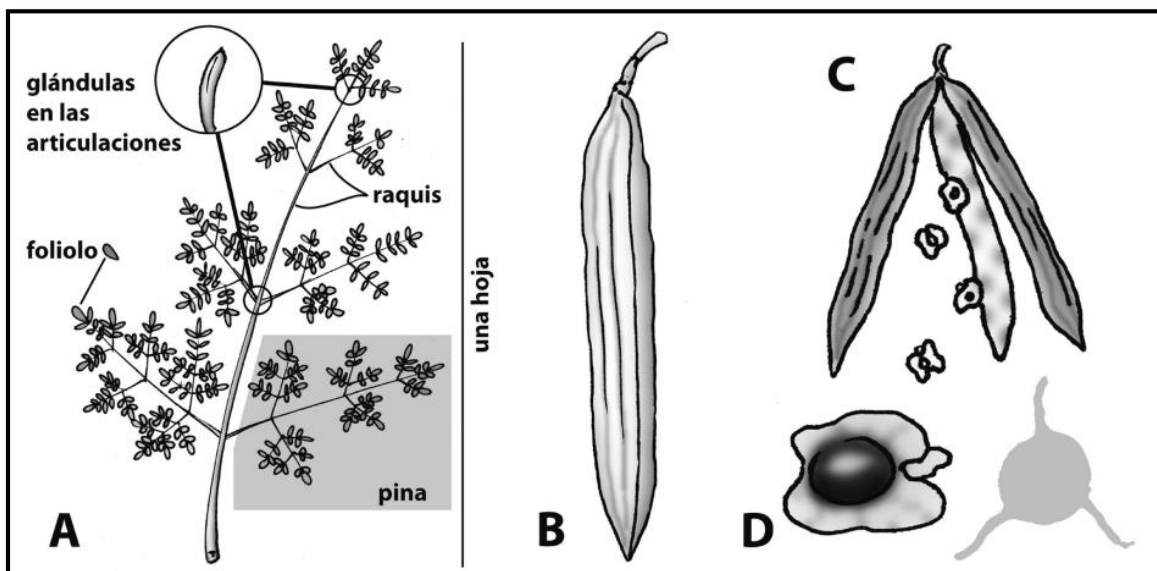 glándulas
en las
articulaciones
raquis
foliolo
pina
A
una hoja
B
C
D